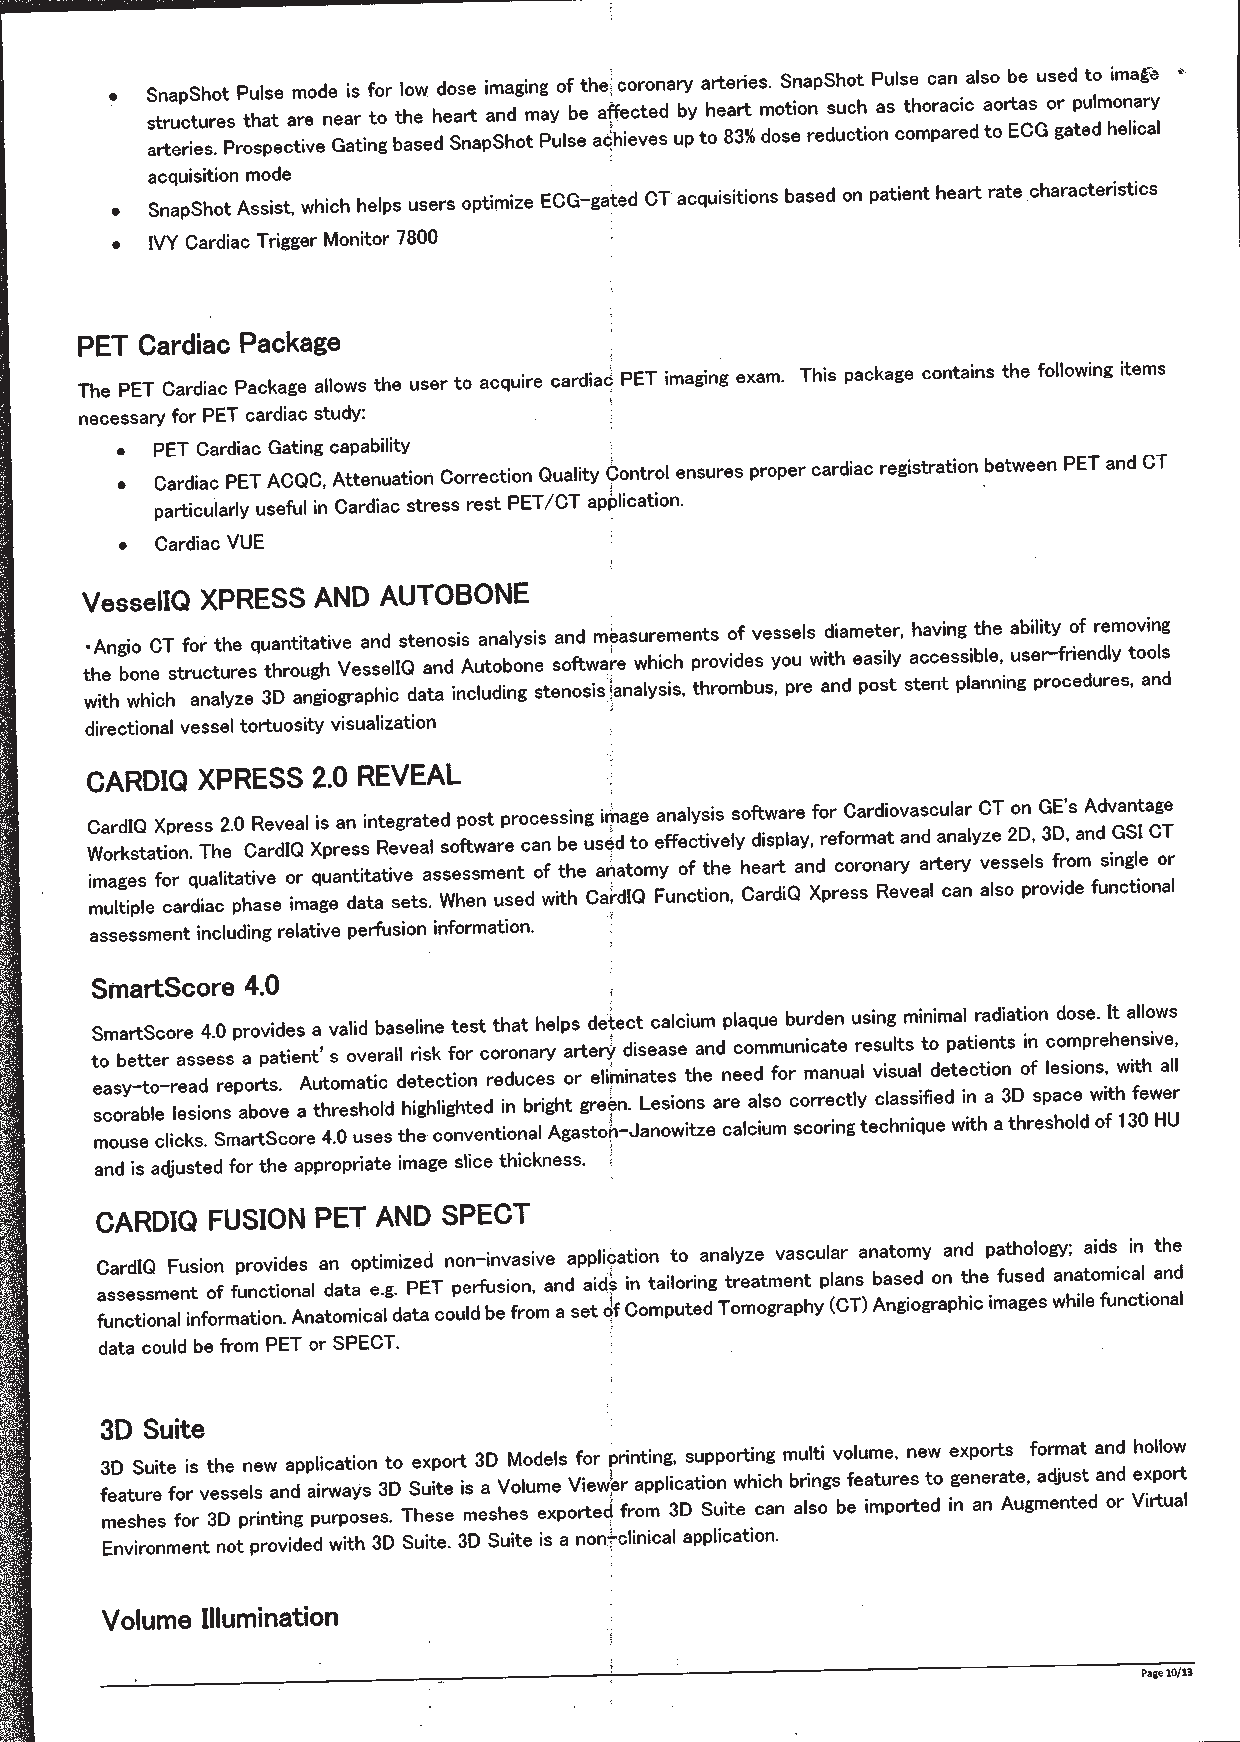 • SnapShot Pulse mode is for low dose imaging of the coronary arteries. SnapShot Pulse can also be used to image
structures that are near to the heart and may be affected by heart motion such as thoracic aortas or pulmonary
arteries. Prospective Gating based SnapShot Pulse achieves up to 83% dose reduction compared to ECG gated helical
acquisition mode
• SnapShot Assist, which helps users optimize ECG-gated CT acquisitions based on patient heart rate characteristics
• IVY Cardiac Trigger Monitor 7800
PET Cardiac Package
The PET Cardiac Package allows the user to acquire cardiac PET imaging exam. This package contains the following items
necessary for PET cardiac study:
• PET Cardiac Gating capability
• Cardiac PET ACQC, Attenuation Correction Quality Control ensures proper cardiac registration between PET and CT
particularly useful in Cardiac stress rest PET/CT application.
• Cardiac VUE
VesselIQ XPRESS AND AUTOBONE
·Angio CT for the quantitative and stenosis analysis and measurements of vessels diameter, having the ability of removing
the bone structures through VesselIQ and Autobone software which provides you with easily accessible, user-friendly tools
with which analyze 3D angiographic data including stenosis analysis, thrombus, pre and post stent planning procedures, and
directional vessel tortuosity visualization
CARDIQ XPRESS 2.0 REVEAL
CardIQ Xpress 2.0 Reveal is an integrated post processing image analysis software for Cardiovascular CT on GE's Advantage
Workstation. The CardIQ Xpress Reveal software can be used to effectively display, reformat and analyze 2D, 3D, and GSI CT
images for qualitative or quantitative assessment of the anatomy of the heart and coronary artery vessels from single or
multiple cardiac phase image data sets. When used with CardIQ Function, CardiQ Xpress Reveal can also provide functional
assessment including relative perfusion information.
SmartScore 4.0
SmartScore 4.0 provides a valid baseline test that helps detect calcium plaque burden using minimal radiation dose. It allows
to better assess a patient's overall risk for coronary artery disease and communicate results to patients in comprehensive,
easy-to-read reports. Automatic detection reduces or eliminates the need for manual visual detection of lesions, with all
scorable lesions above a threshold highlighted in bright green. Lesions are also correctly classified in a 3D space with fewer
mouse clicks. SmartScore 4.0 uses the conventional Agaston-Janowitze calcium scoring technique with a threshold of 130 HU
and is adjusted for the appropriate image slice thickness.
CARDIQ FUSION PET AND SPECT
CardIQ Fusion provides an optimized non-invasive application to analyze vascular anatomy and pathology; aids in the
assessment of functional data e.g. PET perfusion, and aids in tailoring treatment plans based on the fused anatomical and
functional information. Anatomical data could be from a set of Computed Tomography (CT) Angiographic images while functional
data could be from PET or SPECT.
3D Suite
3D Suite is the new application to export 3D Models for printing, supporting multi volume, new exports format and hollow
feature for vessels and airways 3D Suite is a Volume Viewer application which brings features to generate, adjust and export
meshes for 3D printing purposes. These meshes exported from 3D Suite can also be imported in an Augmented or Virtual
Environment not provided with 3D Suite. 3D Suite is a non-clinical application.
Volume Illumination
Page 10/13